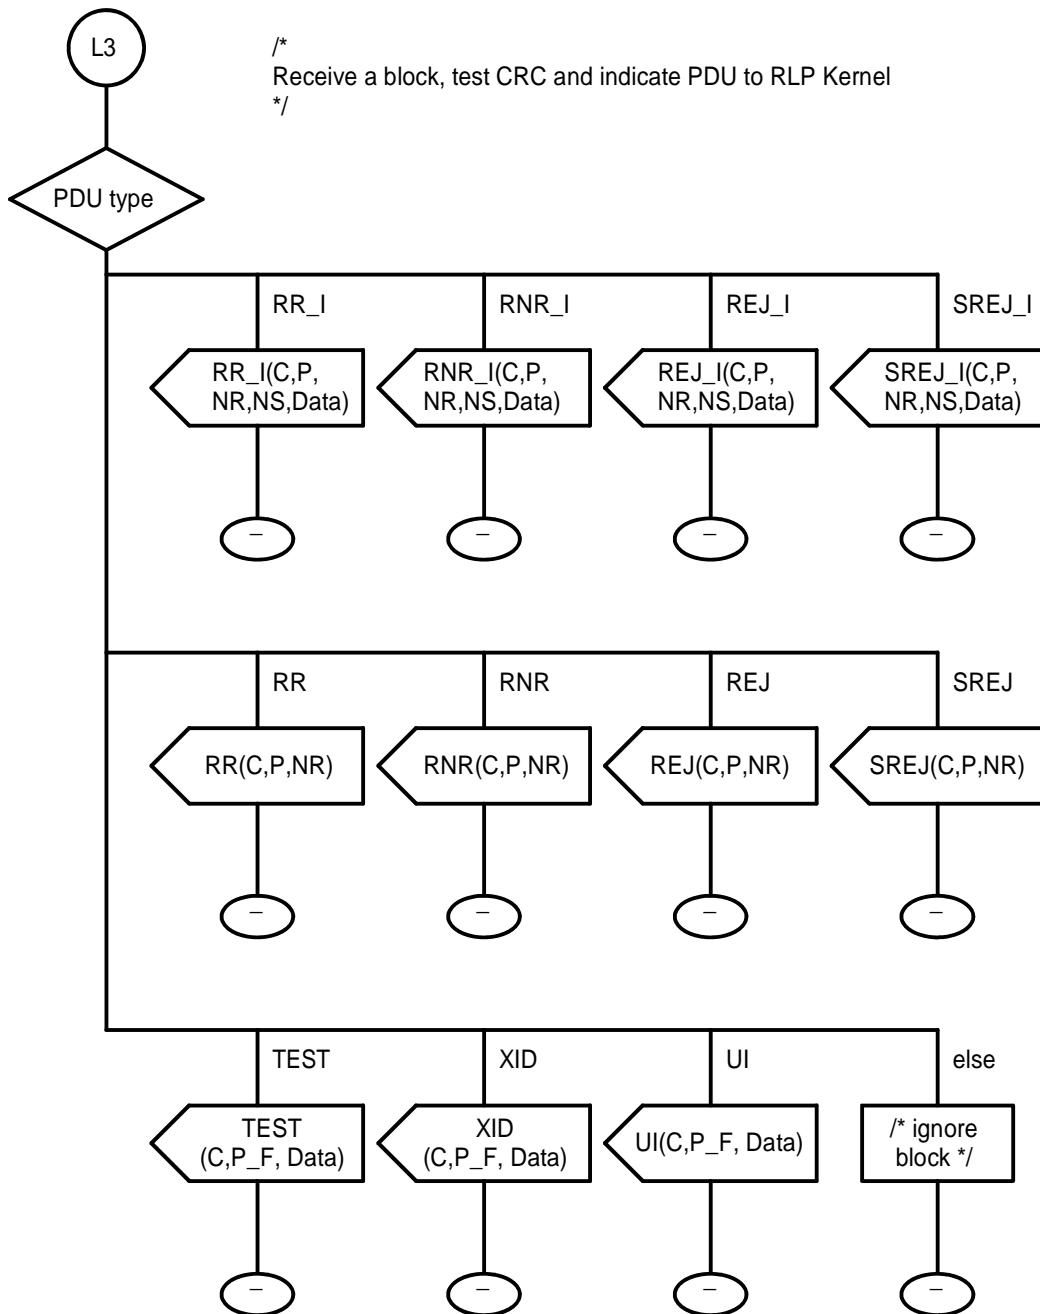 L3
/*
Receive a block, test CRC and indicate PDU to RLP Kernel
*/
PDU type
RR_I
RNR_I
REJ_I
SREJ_I
RR_I(C,P,
NR,NS,Data)
RNR_I(C,P,
NR,NS,Data)
REJ_I(C,P,
NR,NS,Data)
SREJ_I(C,P,
NR,NS,Data)
–
–
–
–
RR
RNR
REJ
SREJ
RR(C,P,NR)
RNR(C,P,NR)
REJ(C,P,NR)
SREJ(C,P,NR)
–
–
–
–
TEST
XID
UI
else
TEST
(C,P_F, Data)
XID
(C,P_F, Data)
UI(C,P_F, Data)
/* ignore
block */
–
–
–
–